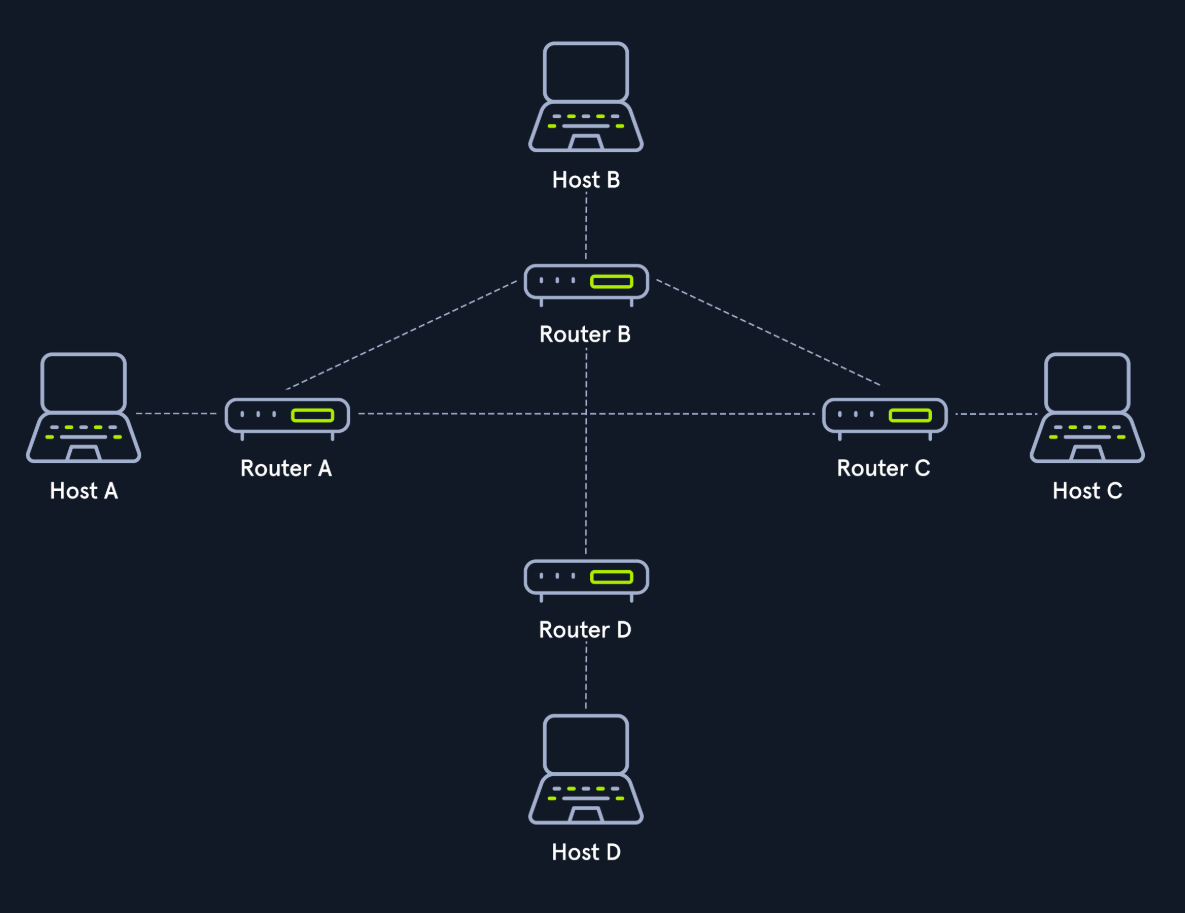 Host B
Router B
Host A
Router A
Router C
Host C
Router D
Host D